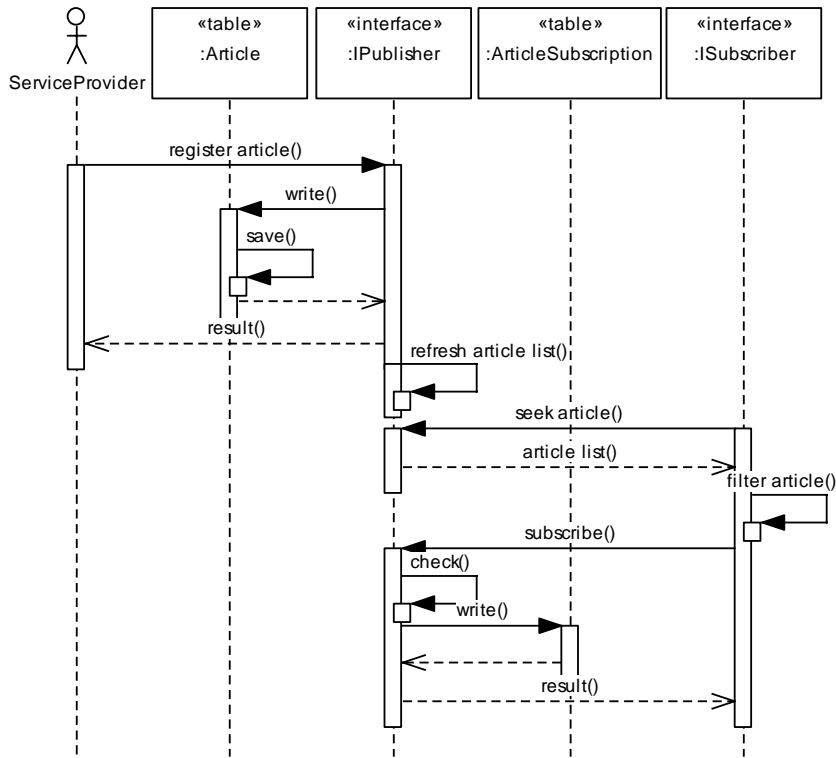 «table»
:Article
«interface»
:IPublisher
«table»
:ArticleSubscription
«interface»
:ISubscriber
ServiceProvider
register article()
write()
save()
result()
refresh article list()
seek article()
article list()
filter article()
subscribe()
check()
write()
result()